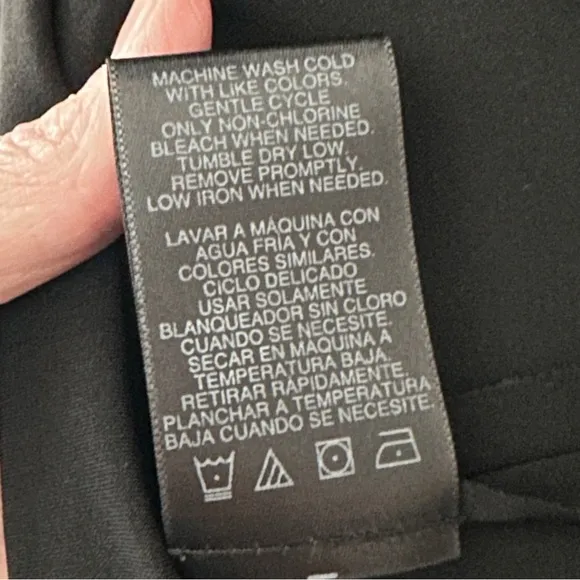 MACHINE WASH COLD
WITH LIKE COLORS.
GENTLE CYCLE
ONLY NON-CHLORINE
BLEACH WHEN NEEDED.
TUMBLE DRY LOW.
REMOVE PROMPTLY.
LOW IRON WHEN NEEDED.
LAVAR A MÁQUINA CON
AGUA FRÍA Y CON
COLORES SIMILARES.
CICLO DELICADO
USAR SOLAMENTE
BLANQUEADOR SIN CLORO
CUANDO SE NECESITE.
SECAR EN MÁQUINA A
TEMPERATURA BAJA.
RETIRAR RÁPIDAMENTE.
PLANCHAR A TEMPERATURA
BAJA CUANDO SE NECESITE.